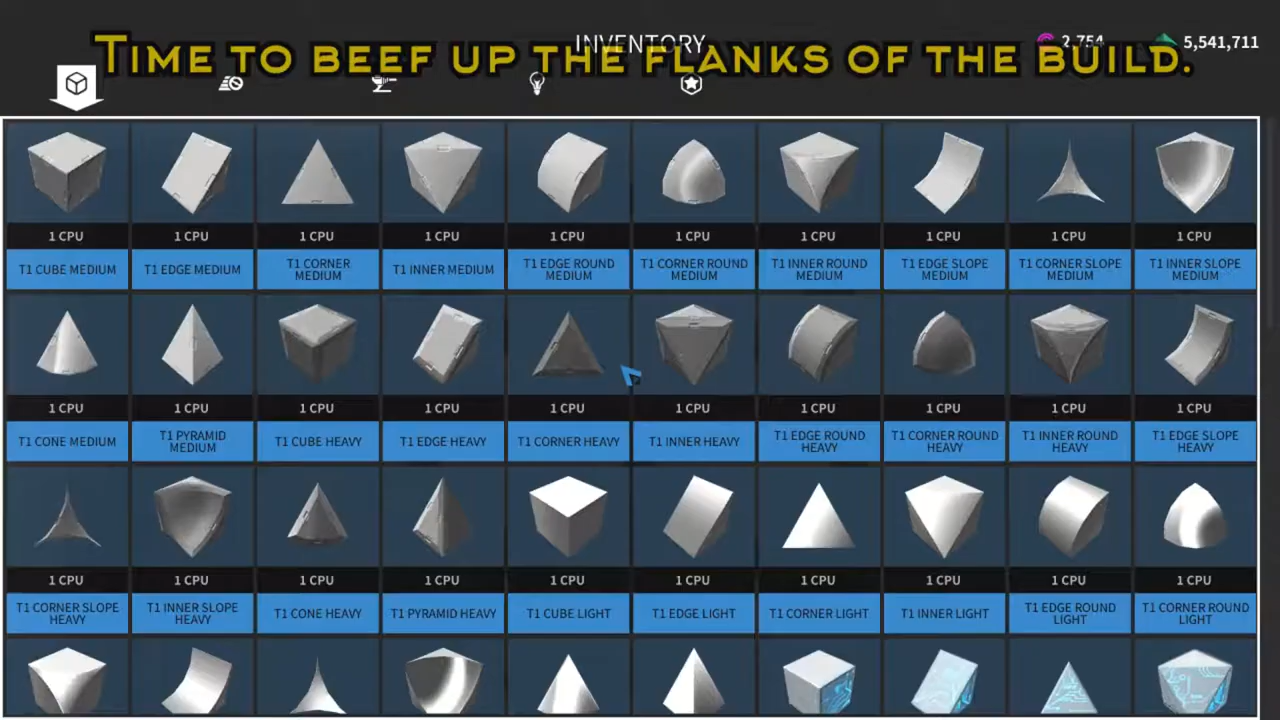 INVENTORY
2,754
5,541,711
TIME TO BEEF UP THE FLANKS OF THE BUILD.
1 CPU
1 CPU
1 CPU
1 CPU
1 CPU
1 CPU
1 CPU
1 CPU
1 CPU
1 CPU
T1 CUBE MEDIUM
T1 EDGE MEDIUM
T1 CORNER
MEDIUM
T1 INNER MEDIUM
T1 EDGE ROUND
MEDIUM
T1 CORNER ROUND
MEDIUM
T1 INNER ROUND
MEDIUM
T1 EDGE SLOPE
MEDIUM
T1 CORNER SLOPE
MEDIUM
T1 INNER SLOPE
MEDIUM
1 CPU
1 CPU
1 CPU
1 CPU
1 CPU
1 CPU
1 CPU
1 CPU
1 CPU
1 CPU
T1 CONE MEDIUM
T1 PYRAMID
MEDIUM
T1 CUBE HEAVY
T1 EDGE HEAVY
T1 CORNER HEAVY
T1 INNER HEAVY
T1 EDGE ROUND
HEAVY
T1 CORNER ROUND
HEAVY
T1 INNER ROUND
HEAVY
T1 EDGE SLOPE
HEAVY
1 CPU
1 CPU
1 CPU
1 CPU
1 CPU
1 CPU
1 CPU
1 CPU
1 CPU
1 CPU
T1 CORNER SLOPE
HEAVY
T1 INNER SLOPE
HEAVY
T1 CONE HEAVY
T1 PYRAMID HEAVY
T1 CUBE LIGHT
T1 EDGE LIGHT
T1 CORNER LIGHT
T1 INNER LIGHT
T1 EDGE ROUND
LIGHT
T1 CORNER ROUND
LIGHT